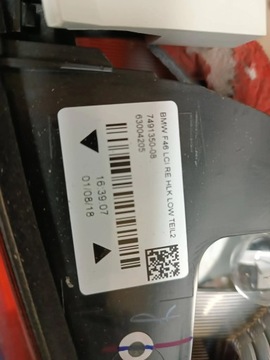 BMW F46 LCI RE HLK LOW TEIL2
7491350-08
63004205
16:39:07
01/08/18